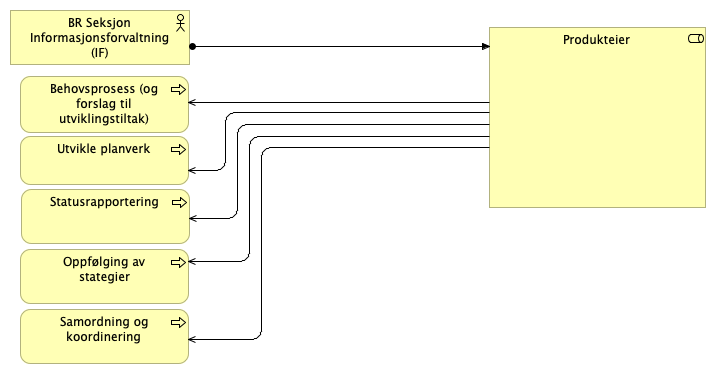 BR Seksjon
Informasjonsforvaltning
(IF)
Produkteier
Behovsprosess (og
forslag til
utviklingstiltak)
Utvikle planverk
Statusrapportering
Oppfølging av
stategier
Samordning og
koordinering